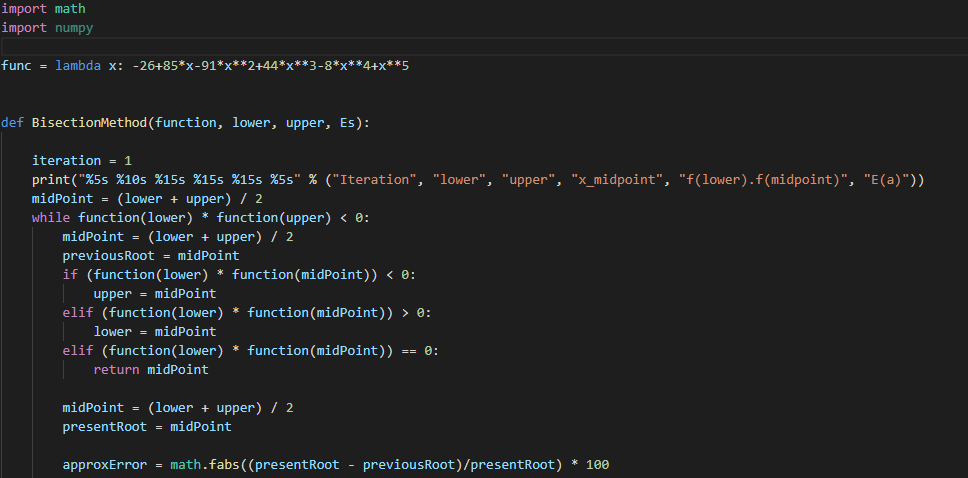 import math
import numpy
func = lambda x: -26+85*x-91*x**2+44*x**3-8*x**4+x**5
def BisectionMethod(function, lower, upper, Es):
    iteration = 1
    print("%5s %10s %15s %15s %15s %5s" % ("Iteration", "lower", "upper", "x_midpoint", "f(lower).f(midpoint)", "E(a)"))
    midPoint = (lower + upper) / 2
    while function(lower) * function(upper) < 0:
        midPoint = (lower + upper) / 2
        previousRoot = midPoint
        if (function(lower) * function(midPoint)) < 0:
            upper = midPoint
        elif (function(lower) * function(midPoint)) > 0:
            lower = midPoint
        elif (function(lower) * function(midPoint)) == 0:
            return midPoint
        midPoint = (lower + upper) / 2
        presentRoot = midPoint
        approxError = math.fabs((presentRoot - previousRoot)/presentRoot) * 100